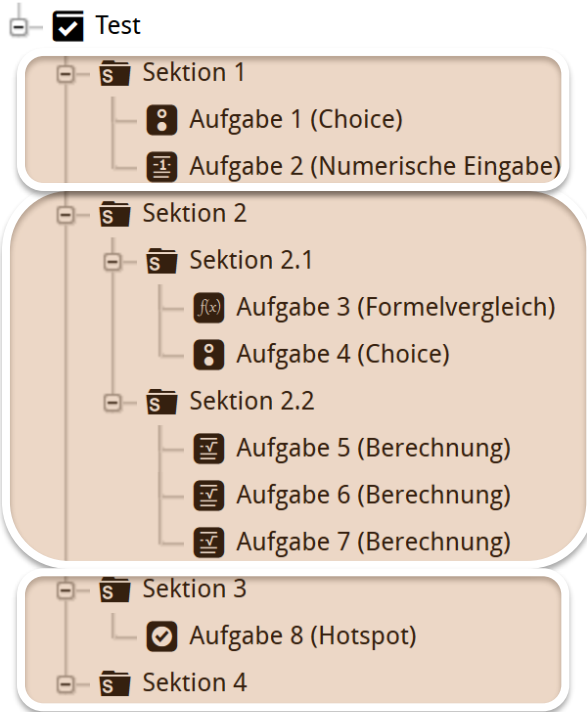 Test
Sektion 1
Aufgabe 1 (Choice)
Aufgabe 2 (Numerische Eingabe)
Sektion 2
Sektion 2.1
Aufgabe 3 (Formelvergleich)
Aufgabe 4 (Choice)
Sektion 2.2
Aufgabe 5 (Berechnung)
Aufgabe 6 (Berechnung)
Aufgabe 7 (Berechnung)
Sektion 3
Aufgabe 8 (Hotspot)
Sektion 4